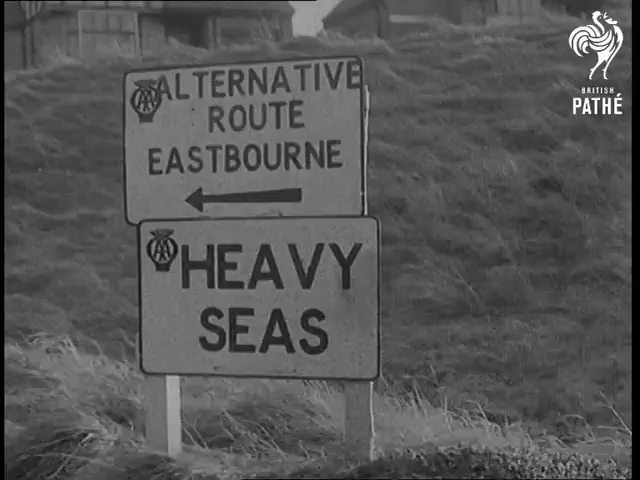 BRITISH
PATHÉ
AA ALTERNATIVE
ROUTE
EASTBOURNE
AA HEAVY
SEAS